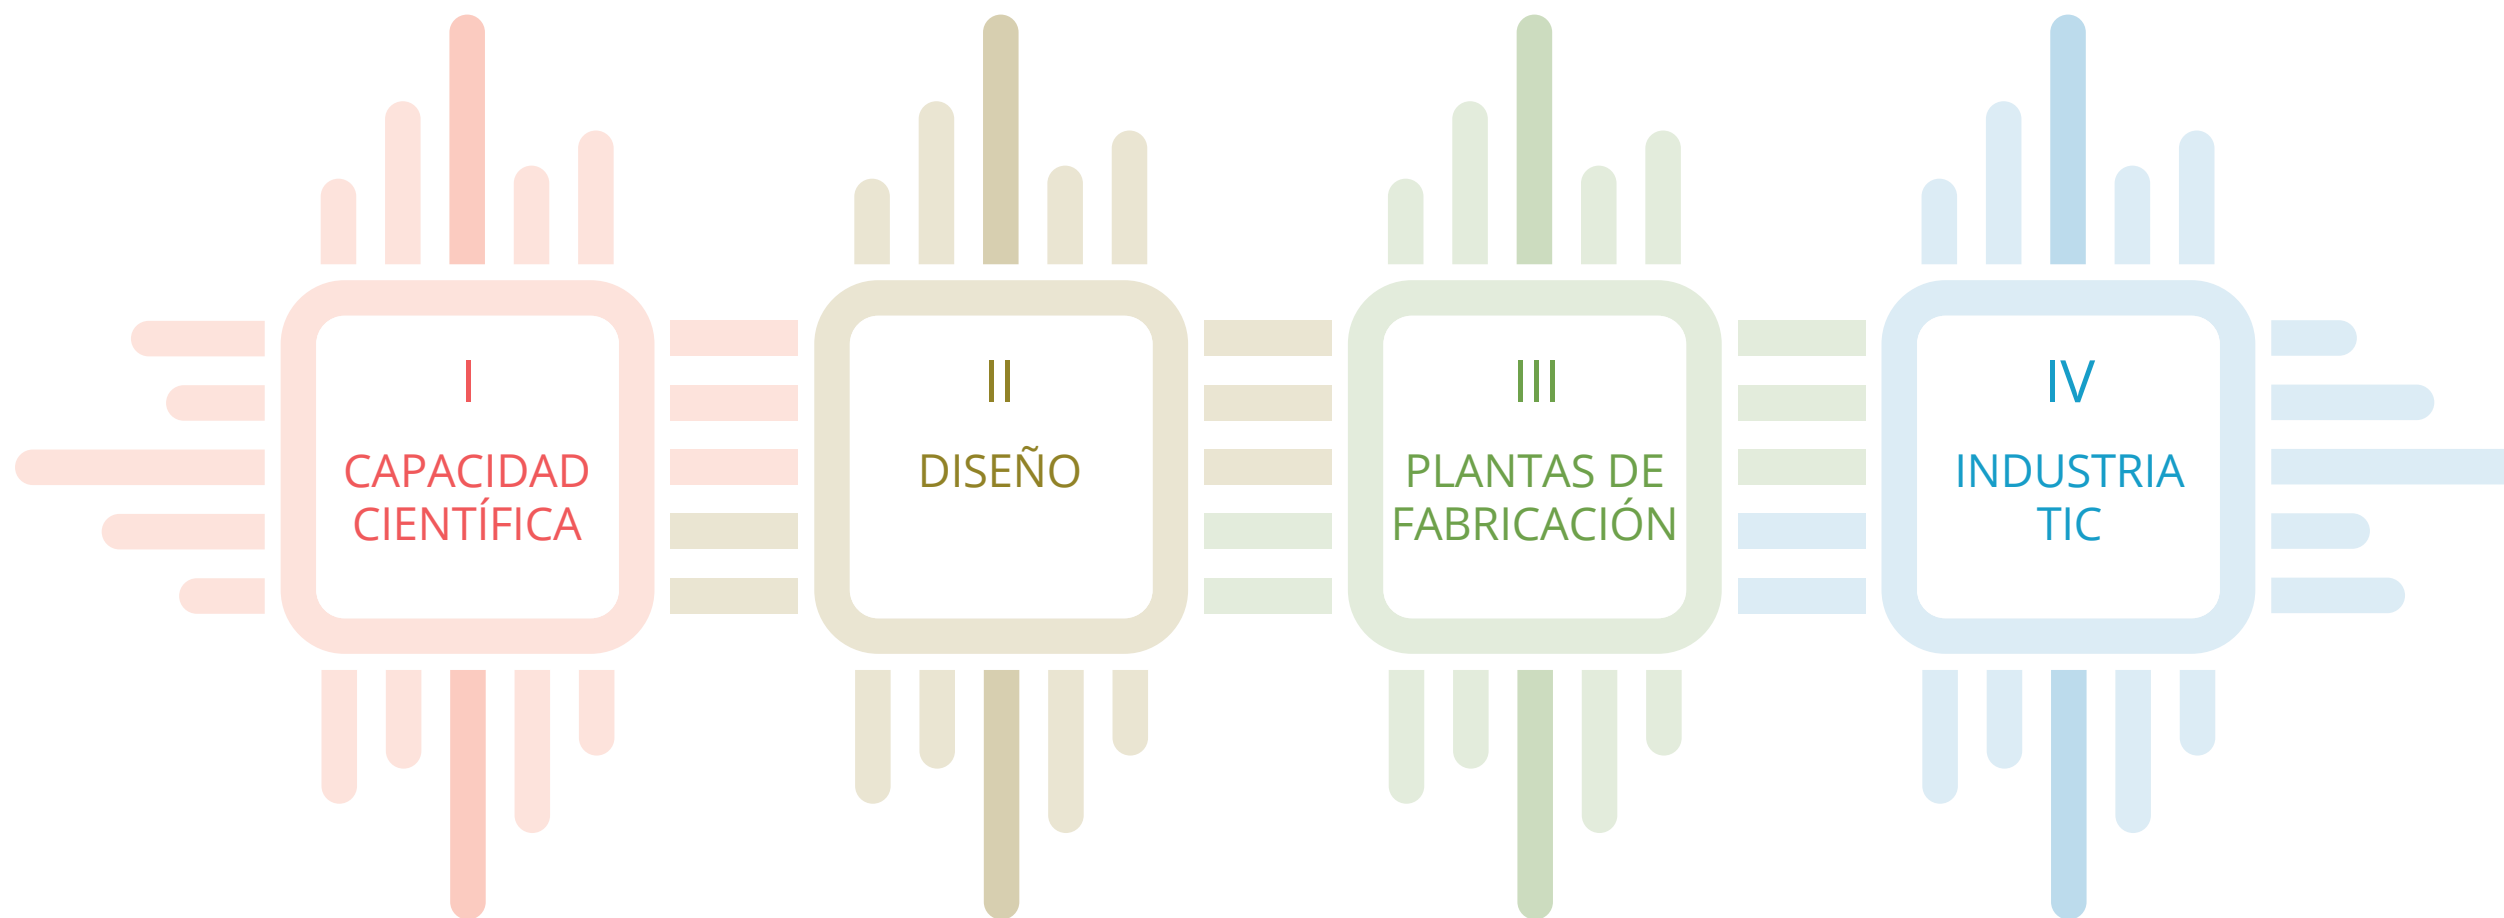 I
CAPACIDAD
CIENTÍFICA
II
DISEÑO
III
PLANTAS DE
FABRICACIÓN
IV
INDUSTRIA
TIC